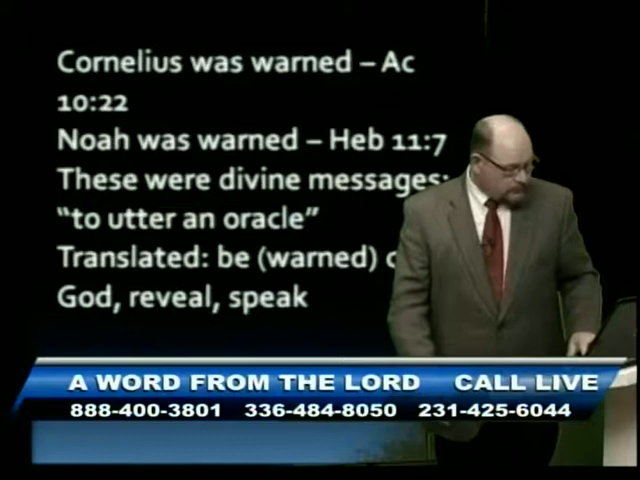 Cornelius was warned – Ac
10:22
Noah was warned – Heb 11:7
These were divine messages:
“to utter an oracle”
Translated: be (warned)
God, reveal, speak
A WORD FROM THE LORD CALL LIVE
888-400-3801 336-484-8050 231-425-6044